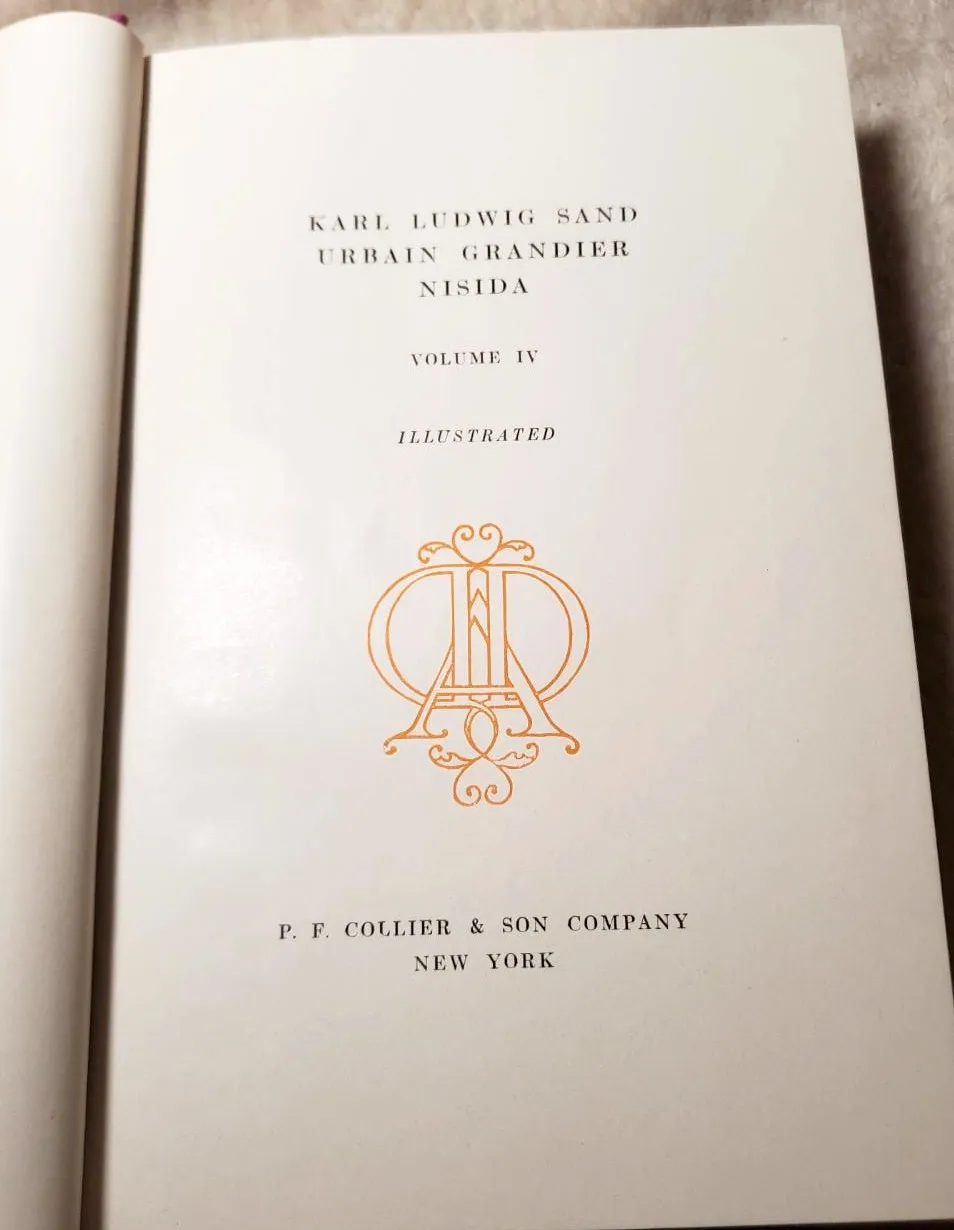 KARL LUDWIG SAND
URBAIN GRANDIER
NISIDA
VOLUME IV
ILLUSTRATED
P. F. COLLIER & SON COMPANY
NEW YORK